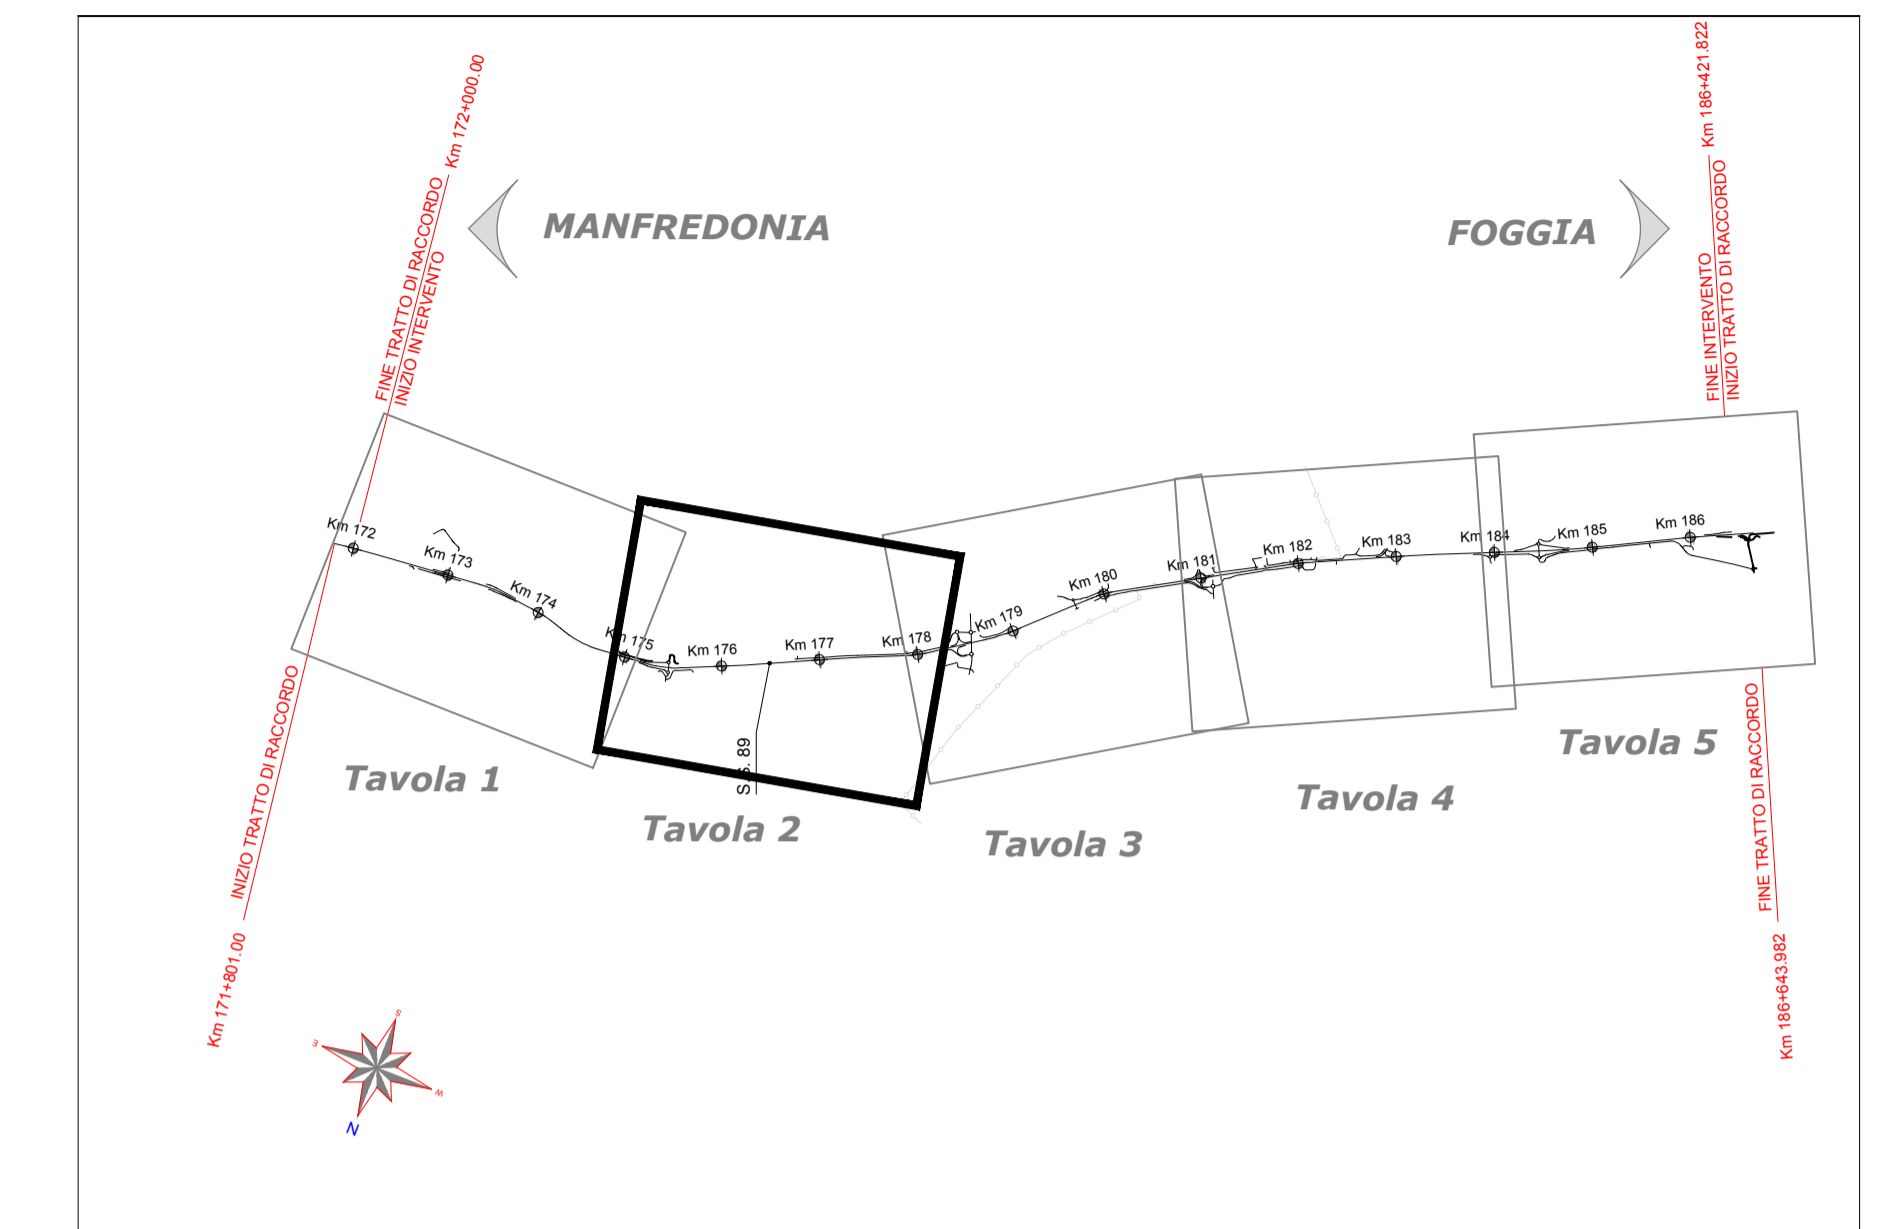 Km 172+000.00
FINE TRATTO DI RACCORDO
INIZIO INTERVENTO
Km 186+421.822
FINE INTERVENTO
INIZIO TRATTO DI RACCORDO
MANFREDONIA
FOGGIA
Km 172
Km 173
Km 174
Km 175
Km 176
Km 177
Km 178
Km 179
Km 180
Km 181
Km 182
Km 183
Km 184
Km 185
Km 186
S.S. 89
Tavola 1
Tavola 2
Tavola 3
Tavola 4
Tavola 5
INIZIO TRATTO DI RACCORDO
Km 171+801.00
FINE TRATTO DI RACCORDO
Km 186+643.982
S
E
W
N